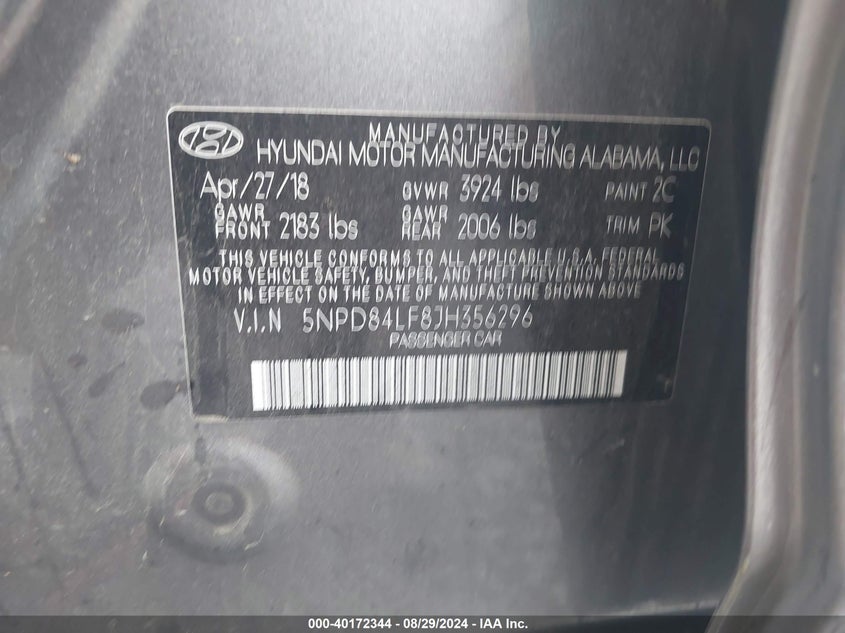 MANUFACTURED BY
HYUNDAI MOTOR MANUFACTURING ALABAMA, LLC
Apr/27/18 GVWR 3924 lbs PAINT 2C
GAWR FRONT 2183 lbs GAWR REAR 2006 lbs TRIM PK
THIS VEHICLE CONFORMS TO ALL APPLICABLE U.S.A. FEDERAL
MOTOR VEHICLE SAFETY, BUMPER, AND THEFT PREVENTION STANDARDS
IN EFFECT ON THE DATE OF MANUFACTURE SHOWN ABOVE
V.I.N 5NPD84LF8JH356296
PASSENGER CAR
000-40172344 - 08/29/2024 - IAA Inc.